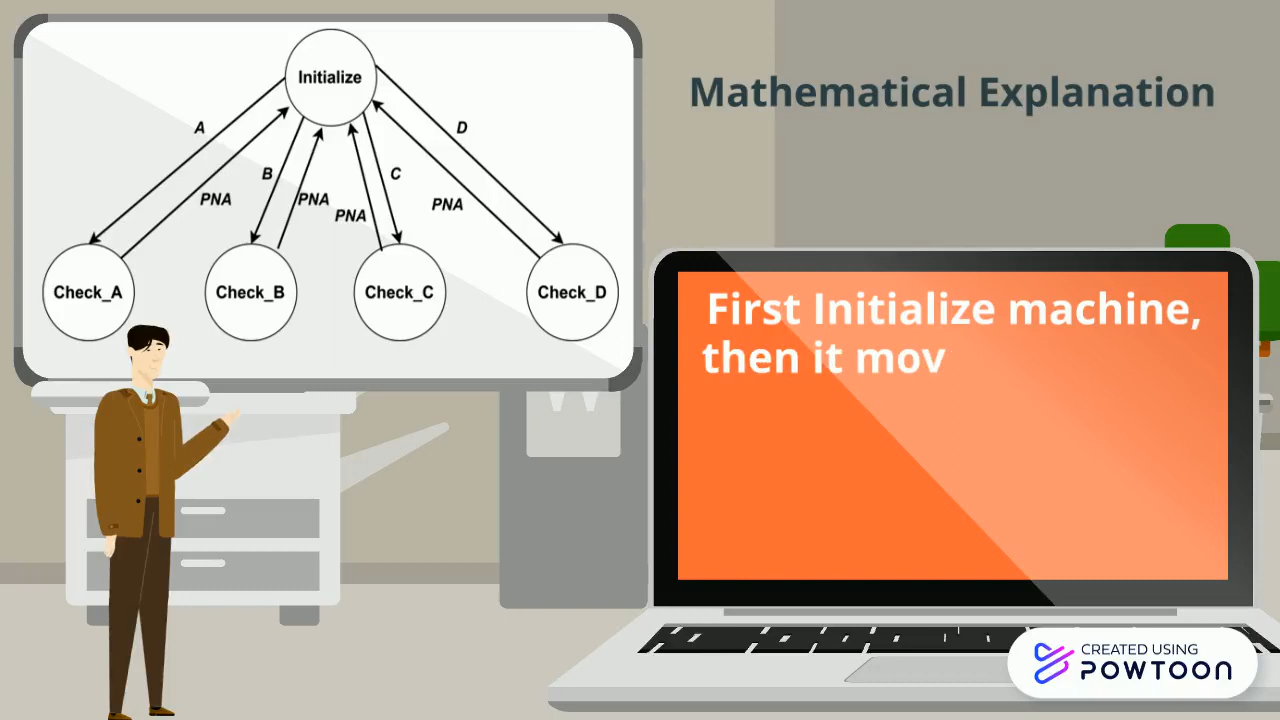 Initialize
A
D
B
C
PNA
PNA
PNA
PNA
Check_A
Check_B
Check_C
Check_D
Mathematical Explanation
First Initialize machine,
then it mov
CREATED USING
POWTOON